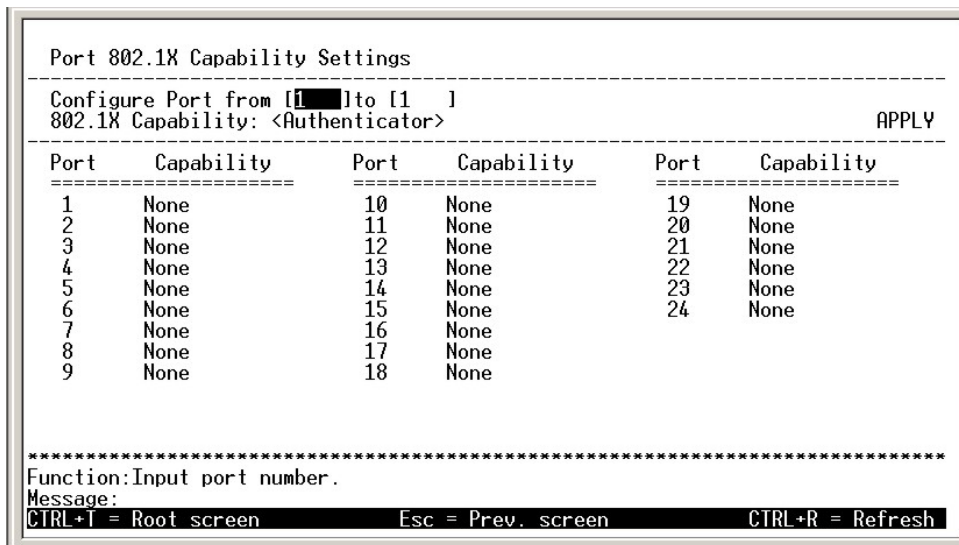 Port 802.1X Capability Settings
Configure Port from [1   ]to [1   ]
802.1X Capability: <Authenticator> APPLY
Port Capability Port Capability Port Capability
1 None 10 None 19 None
2 None 11 None 20 None
3 None 12 None 21 None
4 None 13 None 22 None
5 None 14 None 23 None
6 None 15 None 24 None
7 None 16 None
8 None 17 None
9 None 18 None
Function:Input port number.
Message:
CTRL+T = Root screen Esc = Prev. screen CTRL+R = Refresh